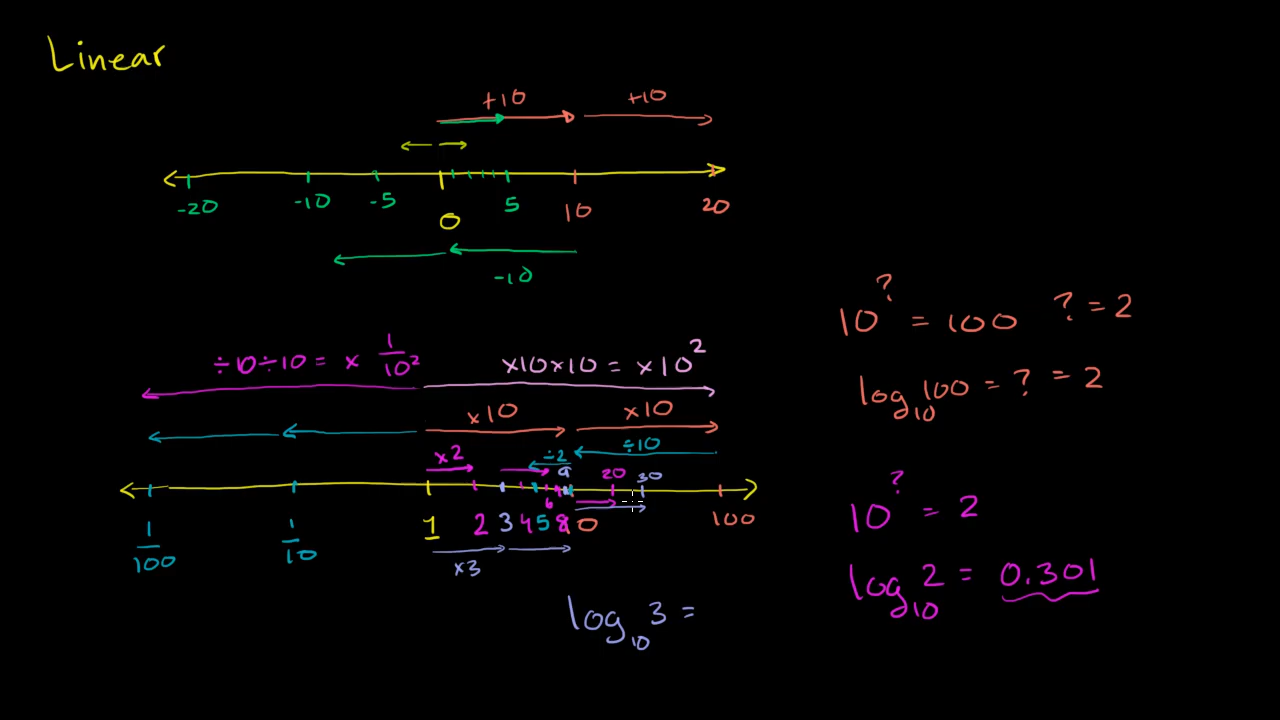 Linear
+10 +10
-20 -10 -5 0 5 10 20
-10
10^? = 100 ? = 2
÷10÷10 = × 1/10² ×10×10 = ×10²
log₁₀ 100 = ? = 2
×10 ×10
×2 ÷2 ÷10
9 20 30
6
1/100 1/10 1 2 3 4 5 8 10 100
10^? = 2
×3
log₁₀ 2 = 0.301
log₁₀ 3 =